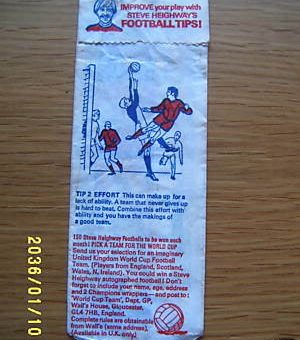 IMPROVE your play with
STEVE HEIGHWAY'S
FOOTBALL TIPS!
TIP 2 EFFORT This can make up for a
lack of ability. A team that never gives up
is hard to beat. Combine this effort with
ability and you have the makings of
a good team.
150 Steve Heighway Footballs to be won each
month! PICK A TEAM FOR THE WORLD CUP
Send us your selection for an imaginary
United Kingdom World Cup Football
Team. (Players from England, Scotland,
Wales, N. Ireland). You could win a Steve
Heighway autographed football! Don't
forget to include your name, age, address
and 2 Champions wrappers—and post to:
'World Cup Team', Dept. GP,
Wall's House, Gloucester,
GL4 7HB, England.
Complete rules are obtainable
from Wall's (same address),
(Available in U.K. only)
2036/01/10